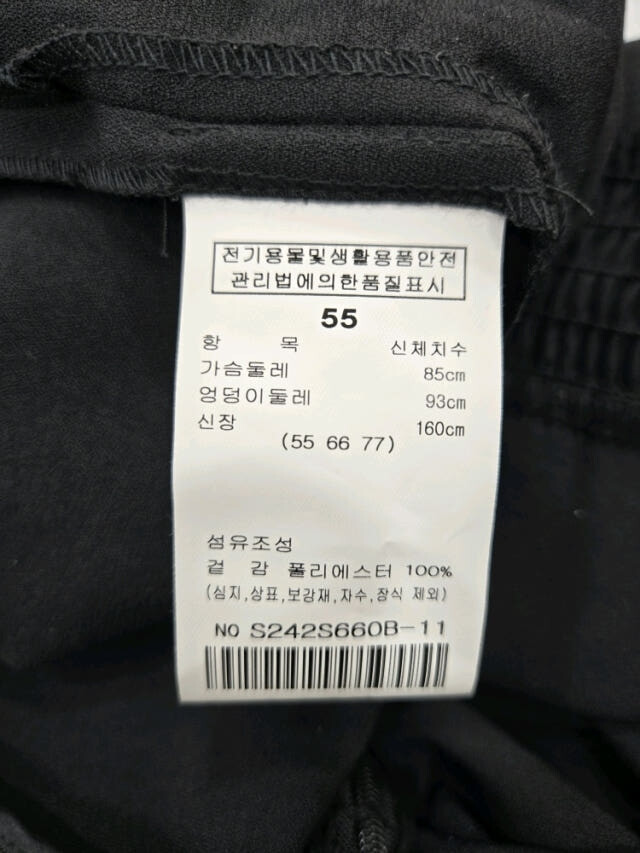 전기용물및생활용품안전
관리법에의한품질표시
55
항 목 신체치수
가슴둘레 85cm
엉덩이둘레 93cm
신장 160cm
(55 66 77)
섬유조성
겉 감 폴리에스터 100%
(심지,상표,보강재,자수,장식 제외)
NO S242S660B-11